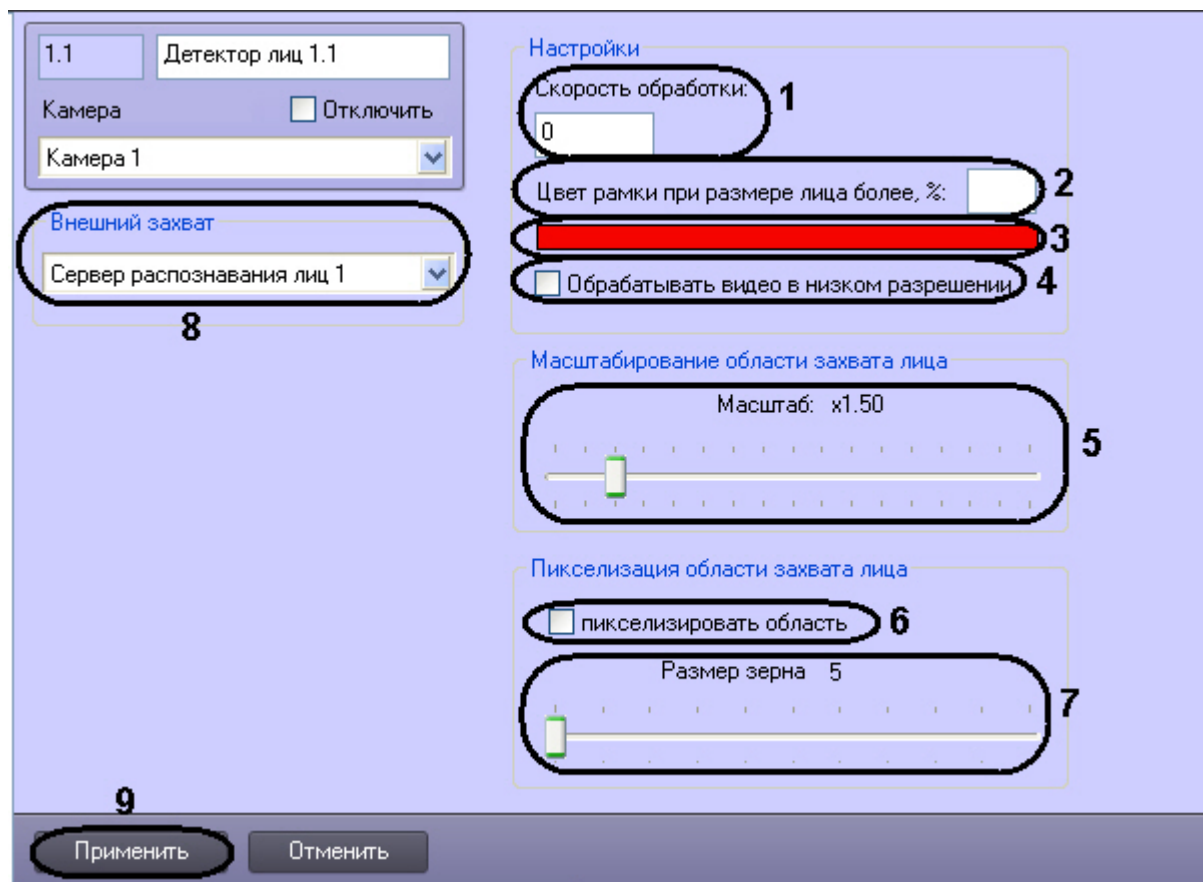 1.1
Детектор лиц 1.1
Камера
Отключить
Камера 1
Внешний захват
Сервер распознавания лиц 1
8
Настройки
Скорость обработки:
1
0
Цвет рамки при размере лица более, %:
2
3
Обрабатывать видео в низком разрешении
4
Масштабирование области захвата лица
Масштаб: x1.50
5
Пикселизация области захвата лица
пикселизировать область
6
Размер зерна 5
7
9
Применить
Отменить